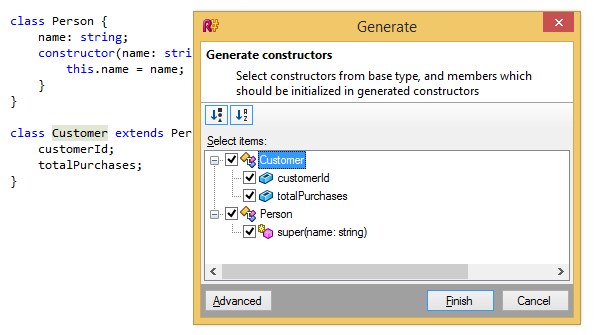 class Person {
name: string;
constructor(name: stri
this.name = name;
}
}
class Customer extends Per
customerId;
totalPurchases;
}
R#
Generate
Generate constructors
Select constructors from base type, and members which
should be initialized in generated constructors
Select items:
Customer
customerId
totalPurchases
Person
super(name: string)
Advanced
Finish
Cancel